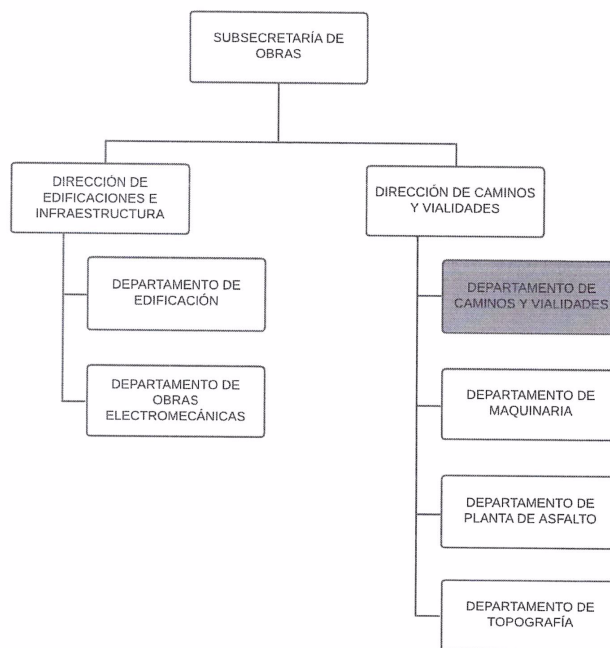 SUBSECRETARÍA DE
OBRAS
DIRECCIÓN DE
EDIFICACIONES E
INFRAESTRUCTURA
DIRECCIÓN DE CAMINOS
Y VIALIDADES
DEPARTAMENTO DE
EDIFICACIÓN
DEPARTAMENTO DE
OBRAS
ELECTROMECÁNICAS
DEPARTAMENTO DE
CAMINOS Y VIALIDADES
DEPARTAMENTO DE
MAQUINARIA
DEPARTAMENTO DE
PLANTA DE ASFALTO
DEPARTAMENTO DE
TOPOGRAFÍA